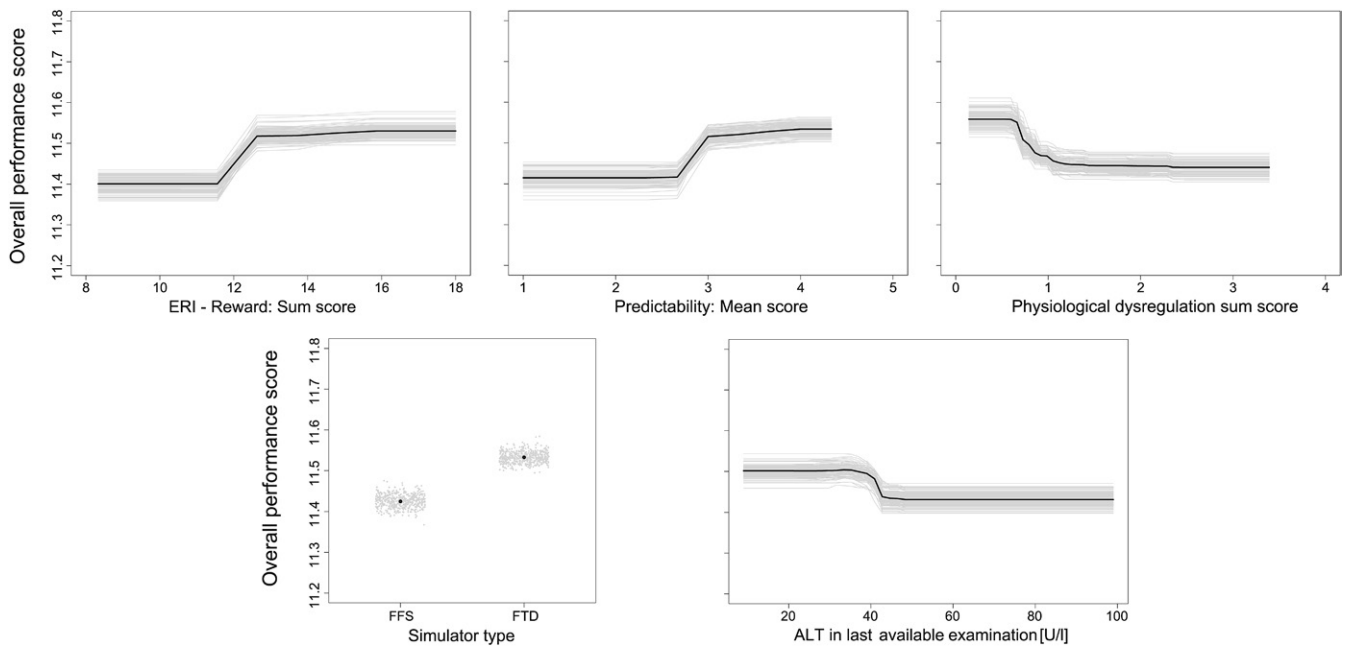 Overall performance score
11.2 11.3 11.4 11.5 11.6 11.7 11.8
8 10 12 14 16 18
ERI - Reward: Sum score
1 2 3 4 5
Predictability: Mean score
0 1 2 3 4
Physiological dysregulation sum score
Overall performance score
11.2 11.3 11.4 11.5 11.6 11.7 11.8
FFS FTD
Simulator type
20 40 60 80 100
ALT in last available examination[U/l]